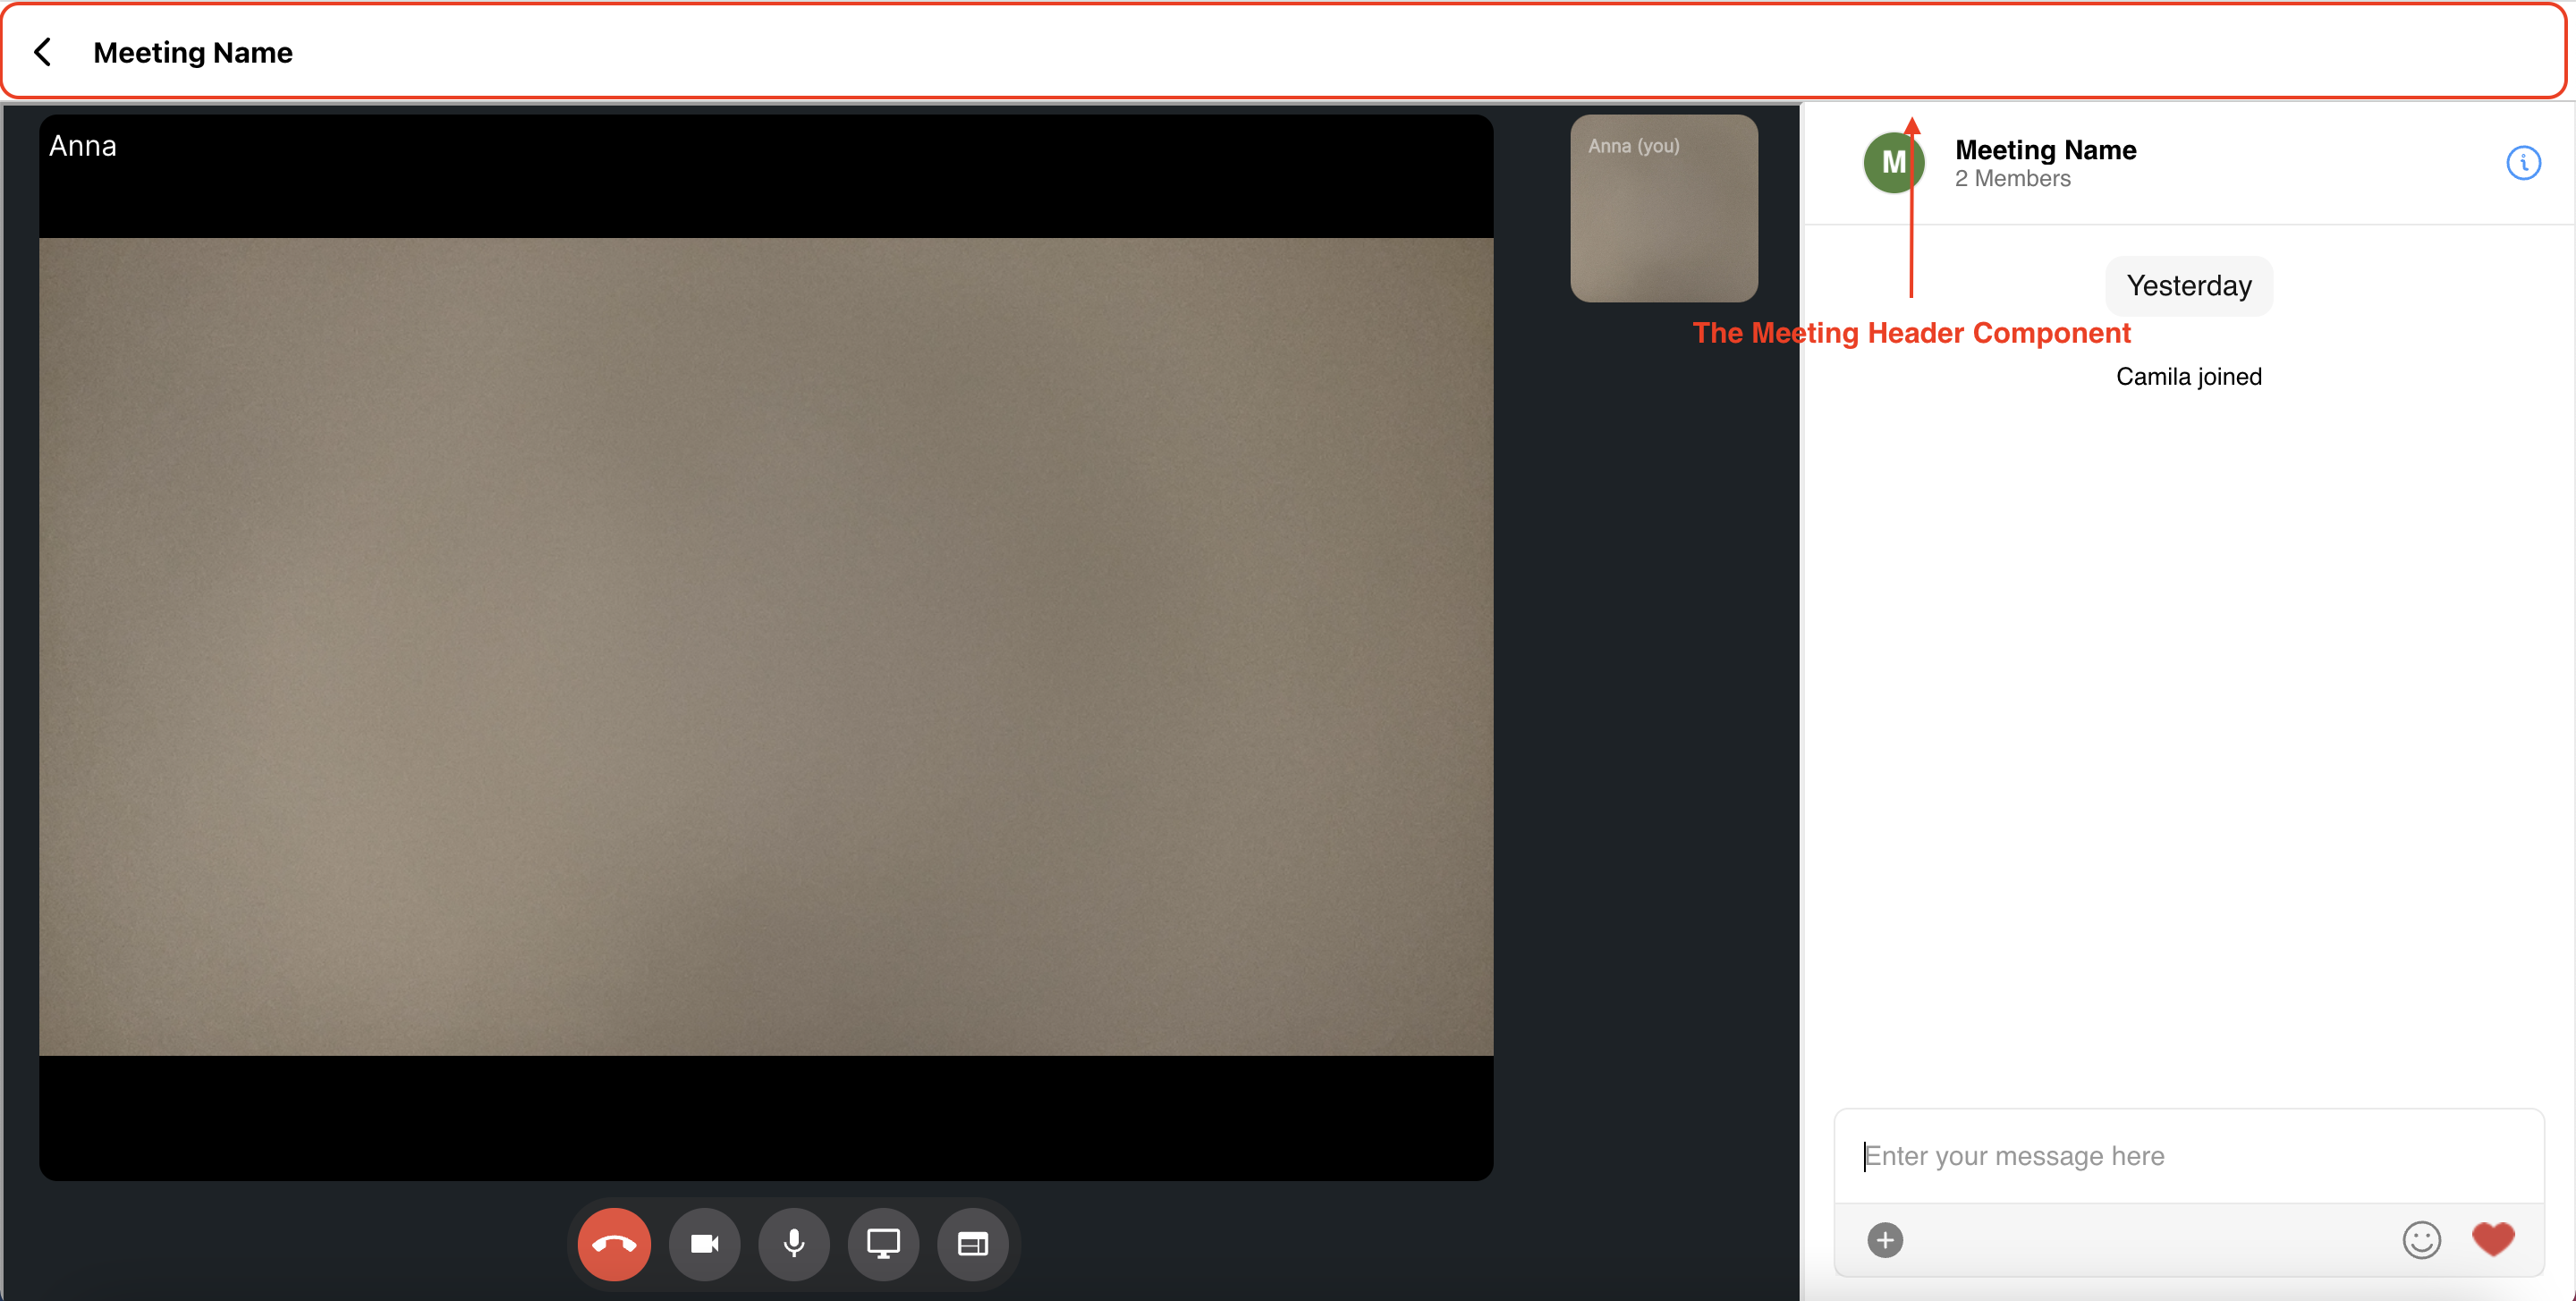 Meeting Name
Anna
Anna (you)
M
Meeting Name
2 Members
Yesterday
The Meeting Header Component
Camila joined
Enter your message here